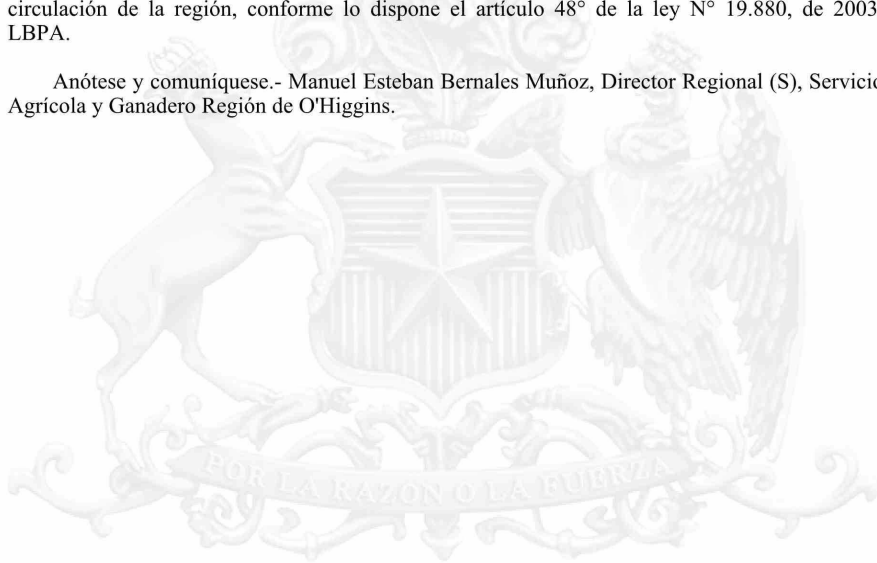 circulación de la región, conforme lo dispone el artículo 48° de la ley N° 19.880, de 2003
LBPA.
Anótese y comuníquese.- Manuel Esteban Bernales Muñoz, Director Regional (S), Servicio
Agrícola y Ganadero Región de O'Higgins.
POR LA RAZÓN O LA FUERZA